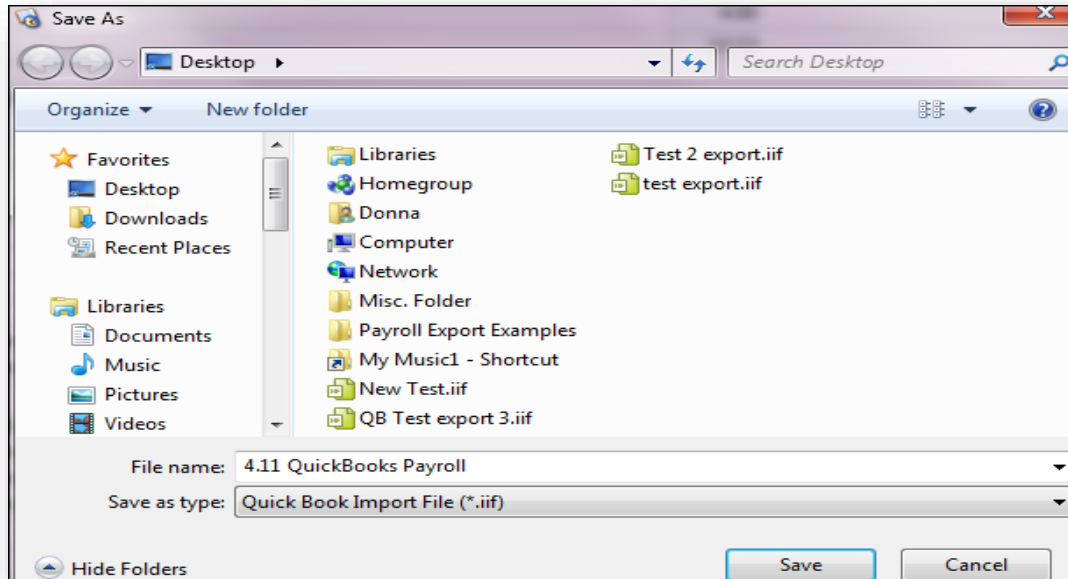 Save As
Desktop
Search Desktop
Organize
New folder
Favorites
Desktop
Downloads
Recent Places
Libraries
Documents
Music
Pictures
Videos
Libraries
Homegroup
Donna
Computer
Network
Misc. Folder
Payroll Export Examples
My Music1 - Shortcut
New Test.iif
QB Test export 3.iif
Test 2 export.iif
test export.iif
File name: 4.11 QuickBooks Payroll
Save as type: Quick Book Import File (*.iif)
Hide Folders
Save
Cancel